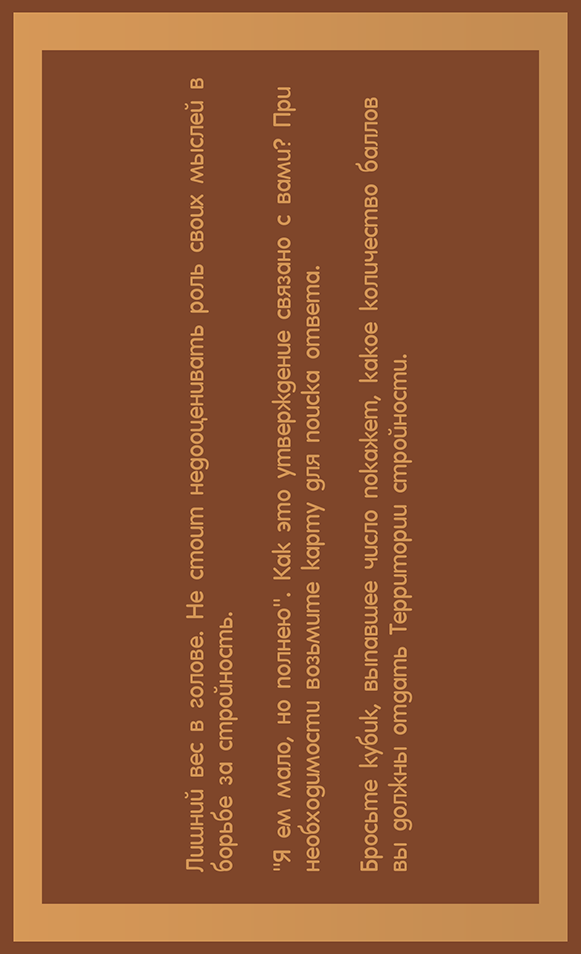 Лишний вес в голове. Не стоит недооценивать роль своих мыслей в
борьбе за стройность.
"Я ем мало, но полнею". Как это утверждение связано с вами? При
необходимости возьмите карту для поиска ответа.
Бросьте кубик, выпавшее число покажет, какое количество баллов
вы должны отдать Территории стройности.